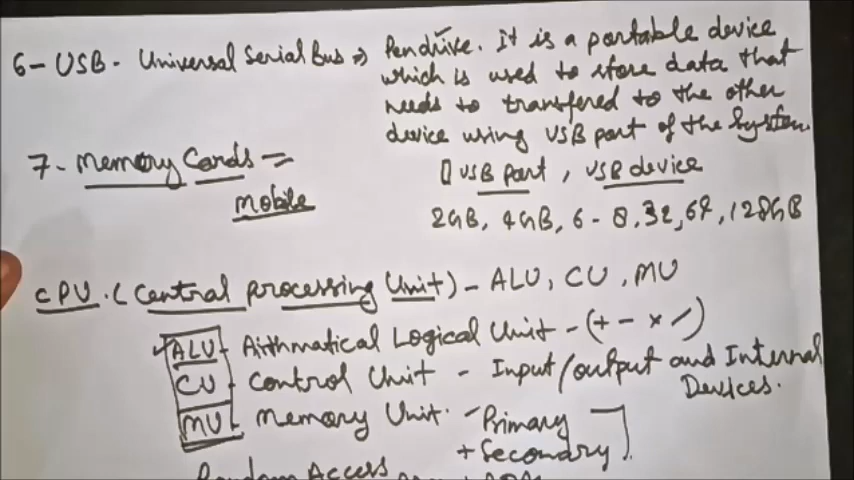 6 - USB - Universal Serial Bus ⇒ Pendrive. It is a portable device
which is used to store data that
needs to transfered to the other
device using USB port of the System.
7 - Memory Cards =
mobile
USB port, USB device
2GB, 4GB, 6 - 8, 32, 64, 128GB
CPU. (Central processing Unit) - ALU, CU, MU
ALU - Aithmatical Logical Unit - (+ - × /)
CU - Control Unit - Input/output and Internal
Devices.
MU - Memory Unit - Primary
+ Secondary
Random Access